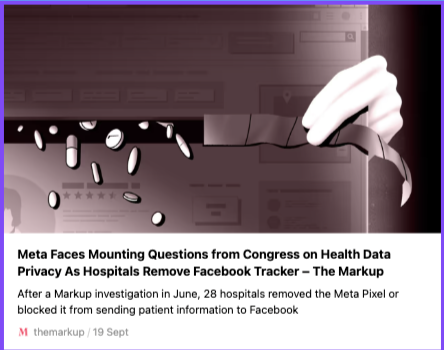 Meta Faces Mounting Questions from Congress on Health Data
Privacy As Hospitals Remove Facebook Tracker – The Markup
After a Markup investigation in June, 28 hospitals removed the Meta Pixel or
blocked it from sending patient information to Facebook
M themarkup / 19 Sept